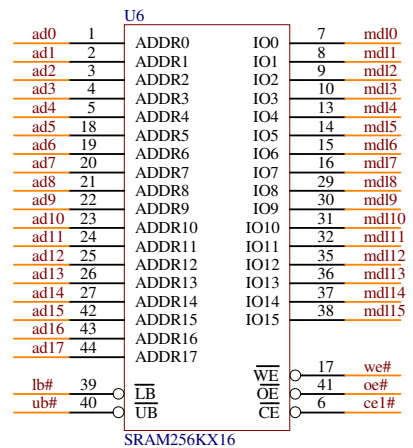 U6
ad0 1 ADDR0 IO0 7 mdl0
ad1 2 ADDR1 IO1 8 mdl1
ad2 3 ADDR2 IO2 9 mdl2
ad3 4 ADDR3 IO3 10 mdl3
ad4 5 ADDR4 IO4 13 mdl4
ad5 18 ADDR5 IO5 14 mdl5
ad6 19 ADDR6 IO6 15 mdl6
ad7 20 ADDR7 IO7 16 mdl7
ad8 21 ADDR8 IO8 29 mdl8
ad9 22 ADDR9 IO9 30 mdl9
ad10 23 ADDR10 IO10 31 mdl10
ad11 24 ADDR11 IO11 32 mdl11
ad12 25 ADDR12 IO12 35 mdl12
ad13 26 ADDR13 IO13 36 mdl13
ad14 27 ADDR14 IO14 37 mdl14
ad15 42 ADDR15 IO15 38 mdl15
ad16 43 ADDR16
ad17 44 ADDR17
WE 17 we#
lb# 39 LB OE 41 oe#
ub# 40 UB CE 6 ce1#
SRAM256KX16